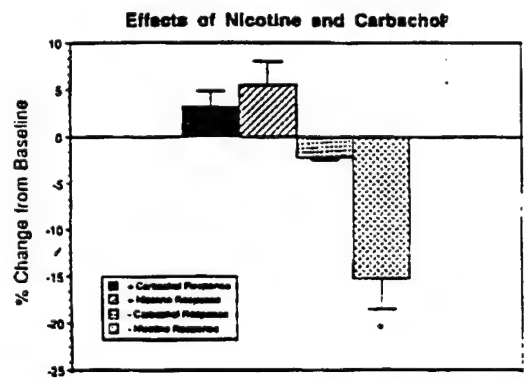 Effects of Nicotine and Carbachol
10
5
0
-5
-15
-20
-25
% Change from Baseline
+ Carbachol Response
+ Nicotine Response
- Carbachol Response
- Nicotine Response
*